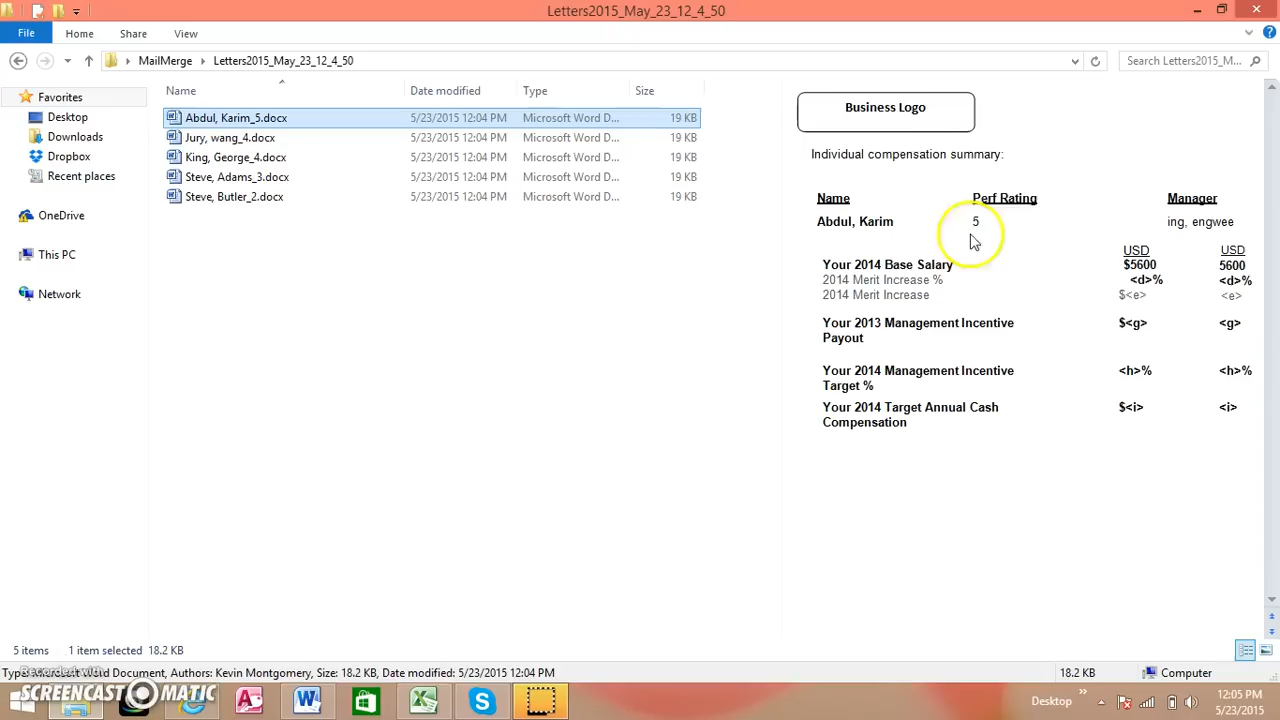 Letters2015_May_23_12_4_50
File Home Share View
MailMerge Letters2015_May_23_12_4_50 Search Letters2015_M...
Name Date modified Type Size
Favorites
Desktop
Downloads
Dropbox
Recent places
OneDrive
This PC
Network
Abdul, Karim_5.docx 5/23/2015 12:04 PM Microsoft Word D... 19 KB
Jury, wang_4.docx 5/23/2015 12:04 PM Microsoft Word D... 19 KB
King, George_4.docx 5/23/2015 12:04 PM Microsoft Word D... 19 KB
Steve, Adams_3.docx 5/23/2015 12:04 PM Microsoft Word D... 19 KB
Steve, Butler_2.docx 5/23/2015 12:04 PM Microsoft Word D... 19 KB
Business Logo
Individual compensation summary:
Name Perf Rating Manager
Abdul, Karim 5 ing, engwee
USD USD
Your 2014 Base Salary $5600 5600
2014 Merit Increase % <d>% <d>%
2014 Merit Increase $<e> <e>
Your 2013 Management Incentive $<g> <g>
Payout
Your 2014 Management Incentive <h>% <h>%
Target %
Your 2014 Target Annual Cash $<i> <i>
Compensation
5 items 1 item selected 18.2 KB
Type: Microsoft Word Document, Authors: Kevin Montgomery, Size: 18.2 KB, Date modified: 5/23/2015 12:04 PM 18.2 KB Computer
Recorded with
SCREENCAST MATIC
Desktop 12:05 PM
5/23/2015